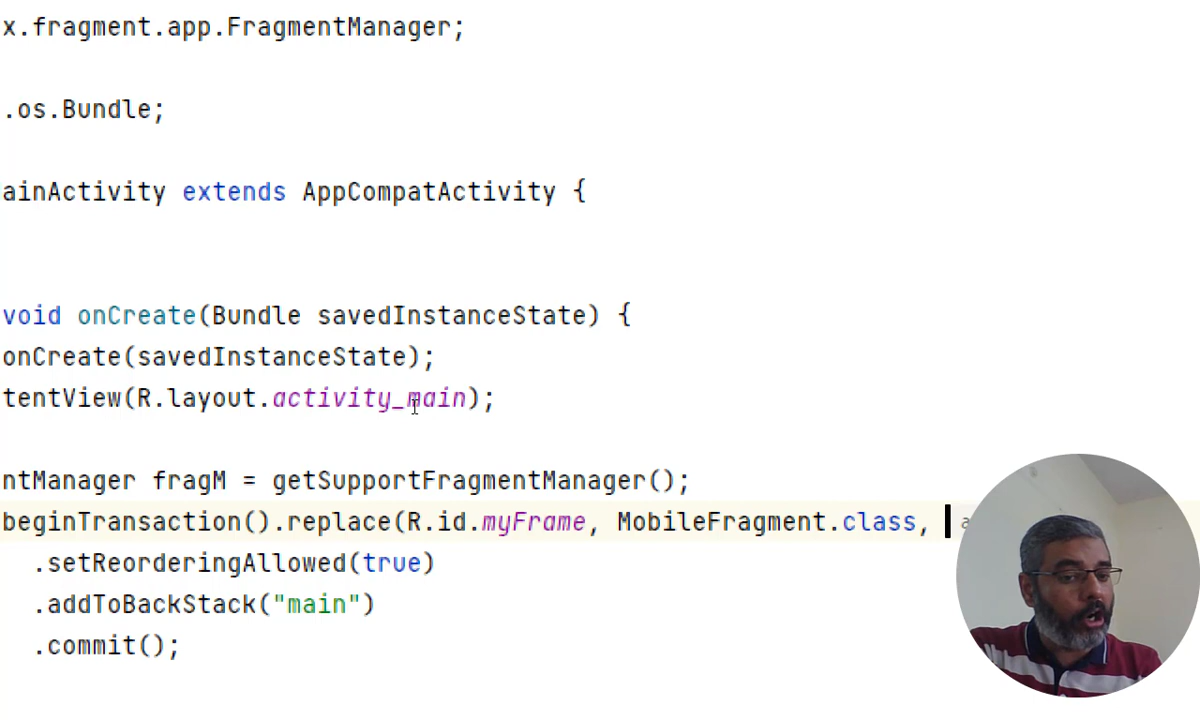 x.fragment.app.FragmentManager;
.os.Bundle;
ainActivity extends AppCompatActivity {
void onCreate(Bundle savedInstanceState) {
onCreate(savedInstanceState);
tentView(R.layout.activity_main);
ntManager fragM = getSupportFragmentManager();
beginTransaction().replace(R.id.myFrame, MobileFragment.class,
.setReorderingAllowed(true)
.addToBackStack("main")
.commit();